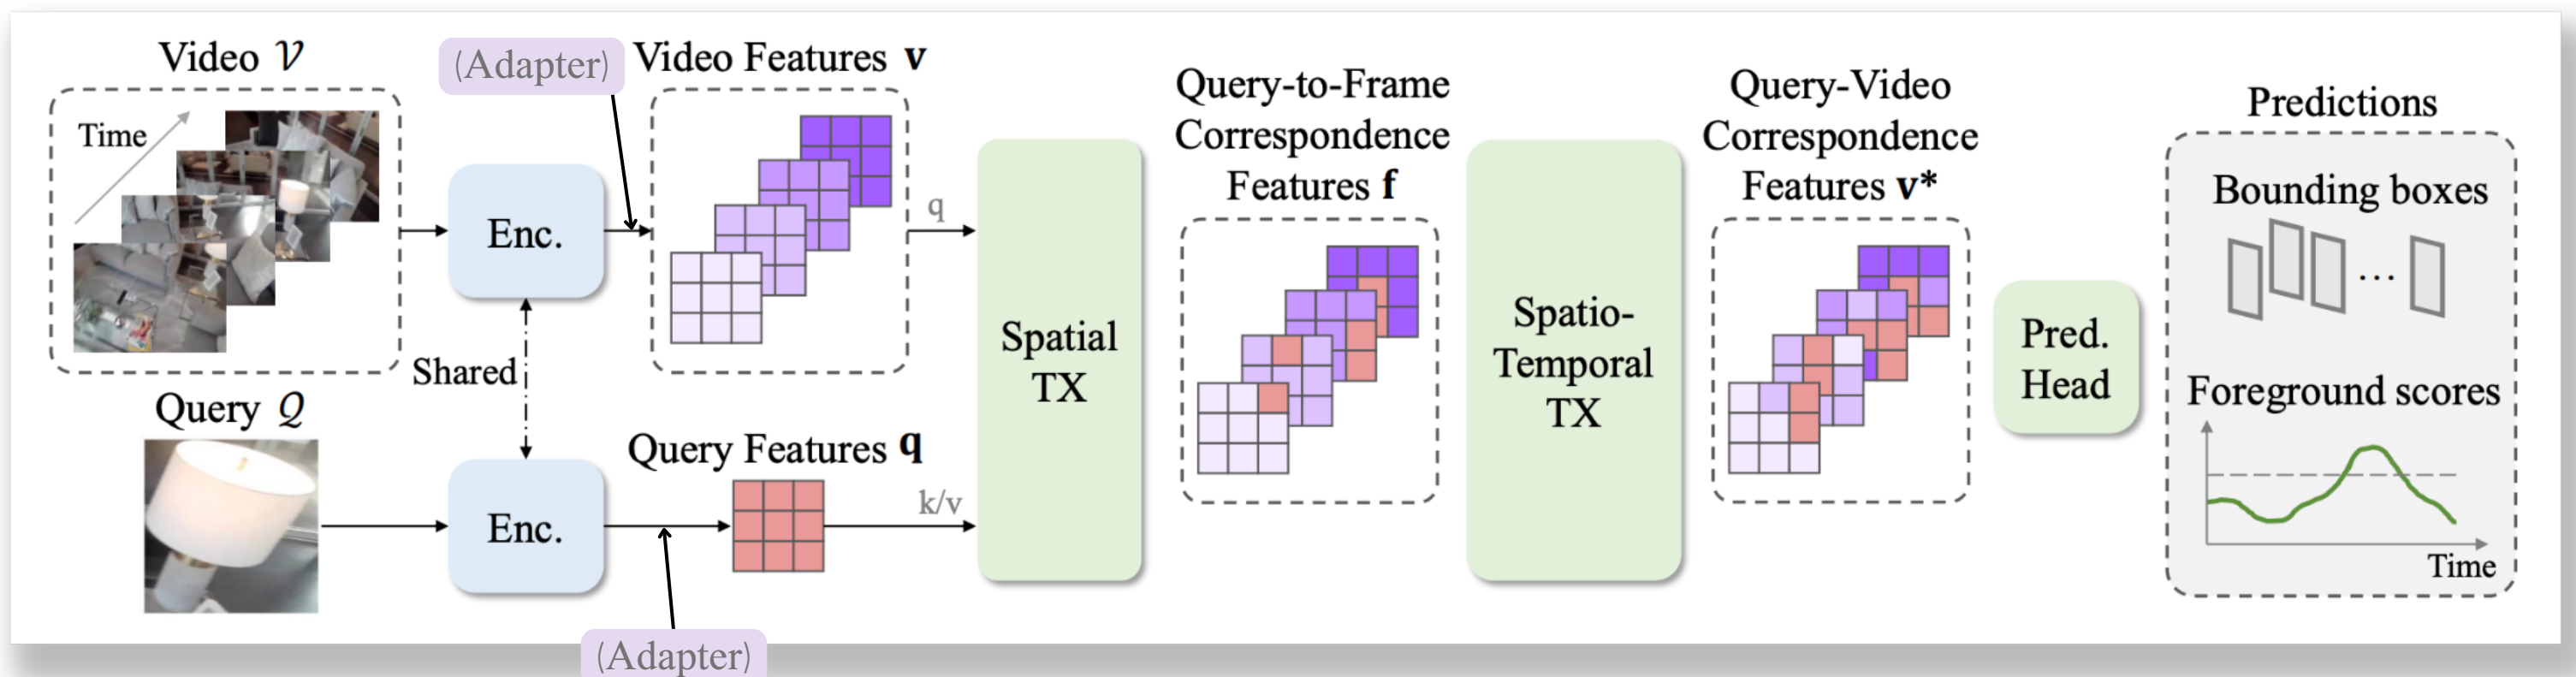 Video 𝒱
Time
(Adapter)
Video Features v
Enc.
q
Shared
Query 𝒬
Enc.
Query Features q
k/v
(Adapter)
Spatial
TX
Query-to-Frame
Correspondence
Features f
Spatio-
Temporal
TX
Query-Video
Correspondence
Features v*
Pred.
Head
Predictions
Bounding boxes
...
Foreground scores
Time